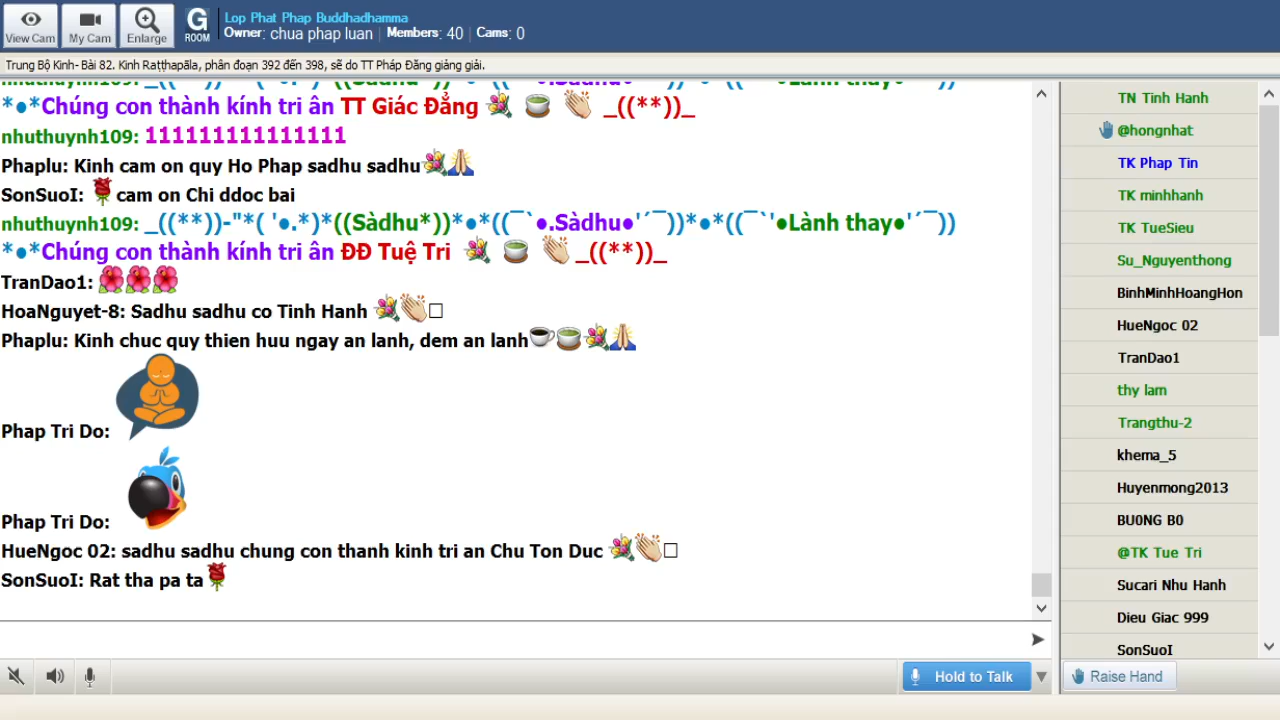 View Cam
My Cam
Enlarge
G
ROOM
Lop Phat Phap Buddhadhamma
Owner: chua phap luan Members: 40 Cams: 0
Trung Bộ Kinh- Bài 82. Kinh Raṭṭhapāla, phân đoạn 392 đến 398, sẽ do TT Pháp Đăng giảng giải.
*●*Chúng con thành kính tri ân TT Giác Đẳng _((**))_
nhuthuynh109: 111111111111111
Phaplu: Kinh cam on quy Ho Phap sadhu sadhu
SonSuoI: cam on Chi ddoc bai
nhuthuynh109: _((**))-"*( '●.*)*((Sàdhu*))*●*((¯`●.Sàdhu●'´¯))*●*((¯`'●Lành thay●'´¯))
*●*Chúng con thành kính tri ân ĐĐ Tuệ Tri _((**))_
TranDao1:
HoaNguyet-8: Sadhu sadhu co Tinh Hanh
Phaplu: Kinh chuc quy thien huu ngay an lanh, dem an lanh
Phap Tri Do:
Phap Tri Do:
HueNgoc 02: sadhu sadhu chung con thanh kinh tri an Chu Ton Duc
SonSuoI: Rat tha pa ta
TN Tinh Hanh
@hongnhat
TK Phap Tin
TK minhhanh
TK TueSieu
Su_Nguyenthong
BinhMinhHoangHon
HueNgoc 02
TranDao1
thy lam
Trangthu-2
khema_5
Huyenmong2013
BU0NG B0
@TK Tue Tri
Sucari Nhu Hanh
Dieu Giac 999
SonSuoI
Hold to Talk
Raise Hand